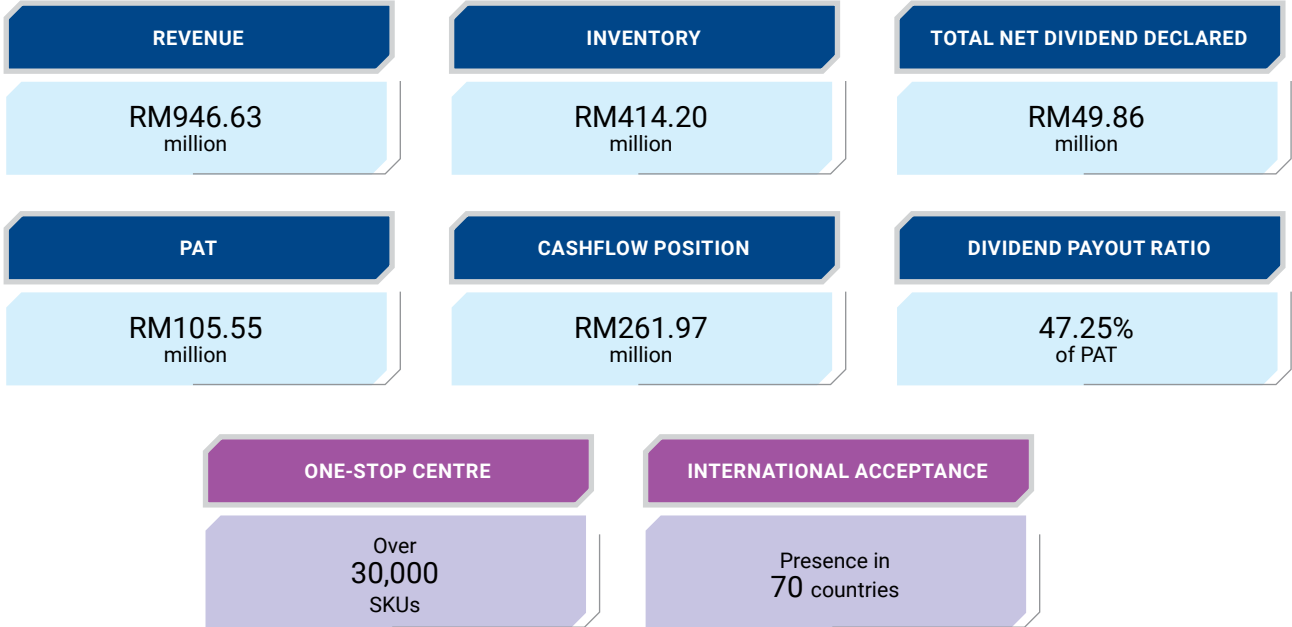 REVENUE
RM946.63
million
INVENTORY
RM414.20
million
TOTAL NET DIVIDEND DECLARED
RM49.86
million
PAT
RM105.55
million
CASHFLOW POSITION
RM261.97
million
DIVIDEND PAYOUT RATIO
47.25%
of PAT
ONE-STOP CENTRE
Over
30,000
SKUs
INTERNATIONAL ACCEPTANCE
Presence in
70 countries